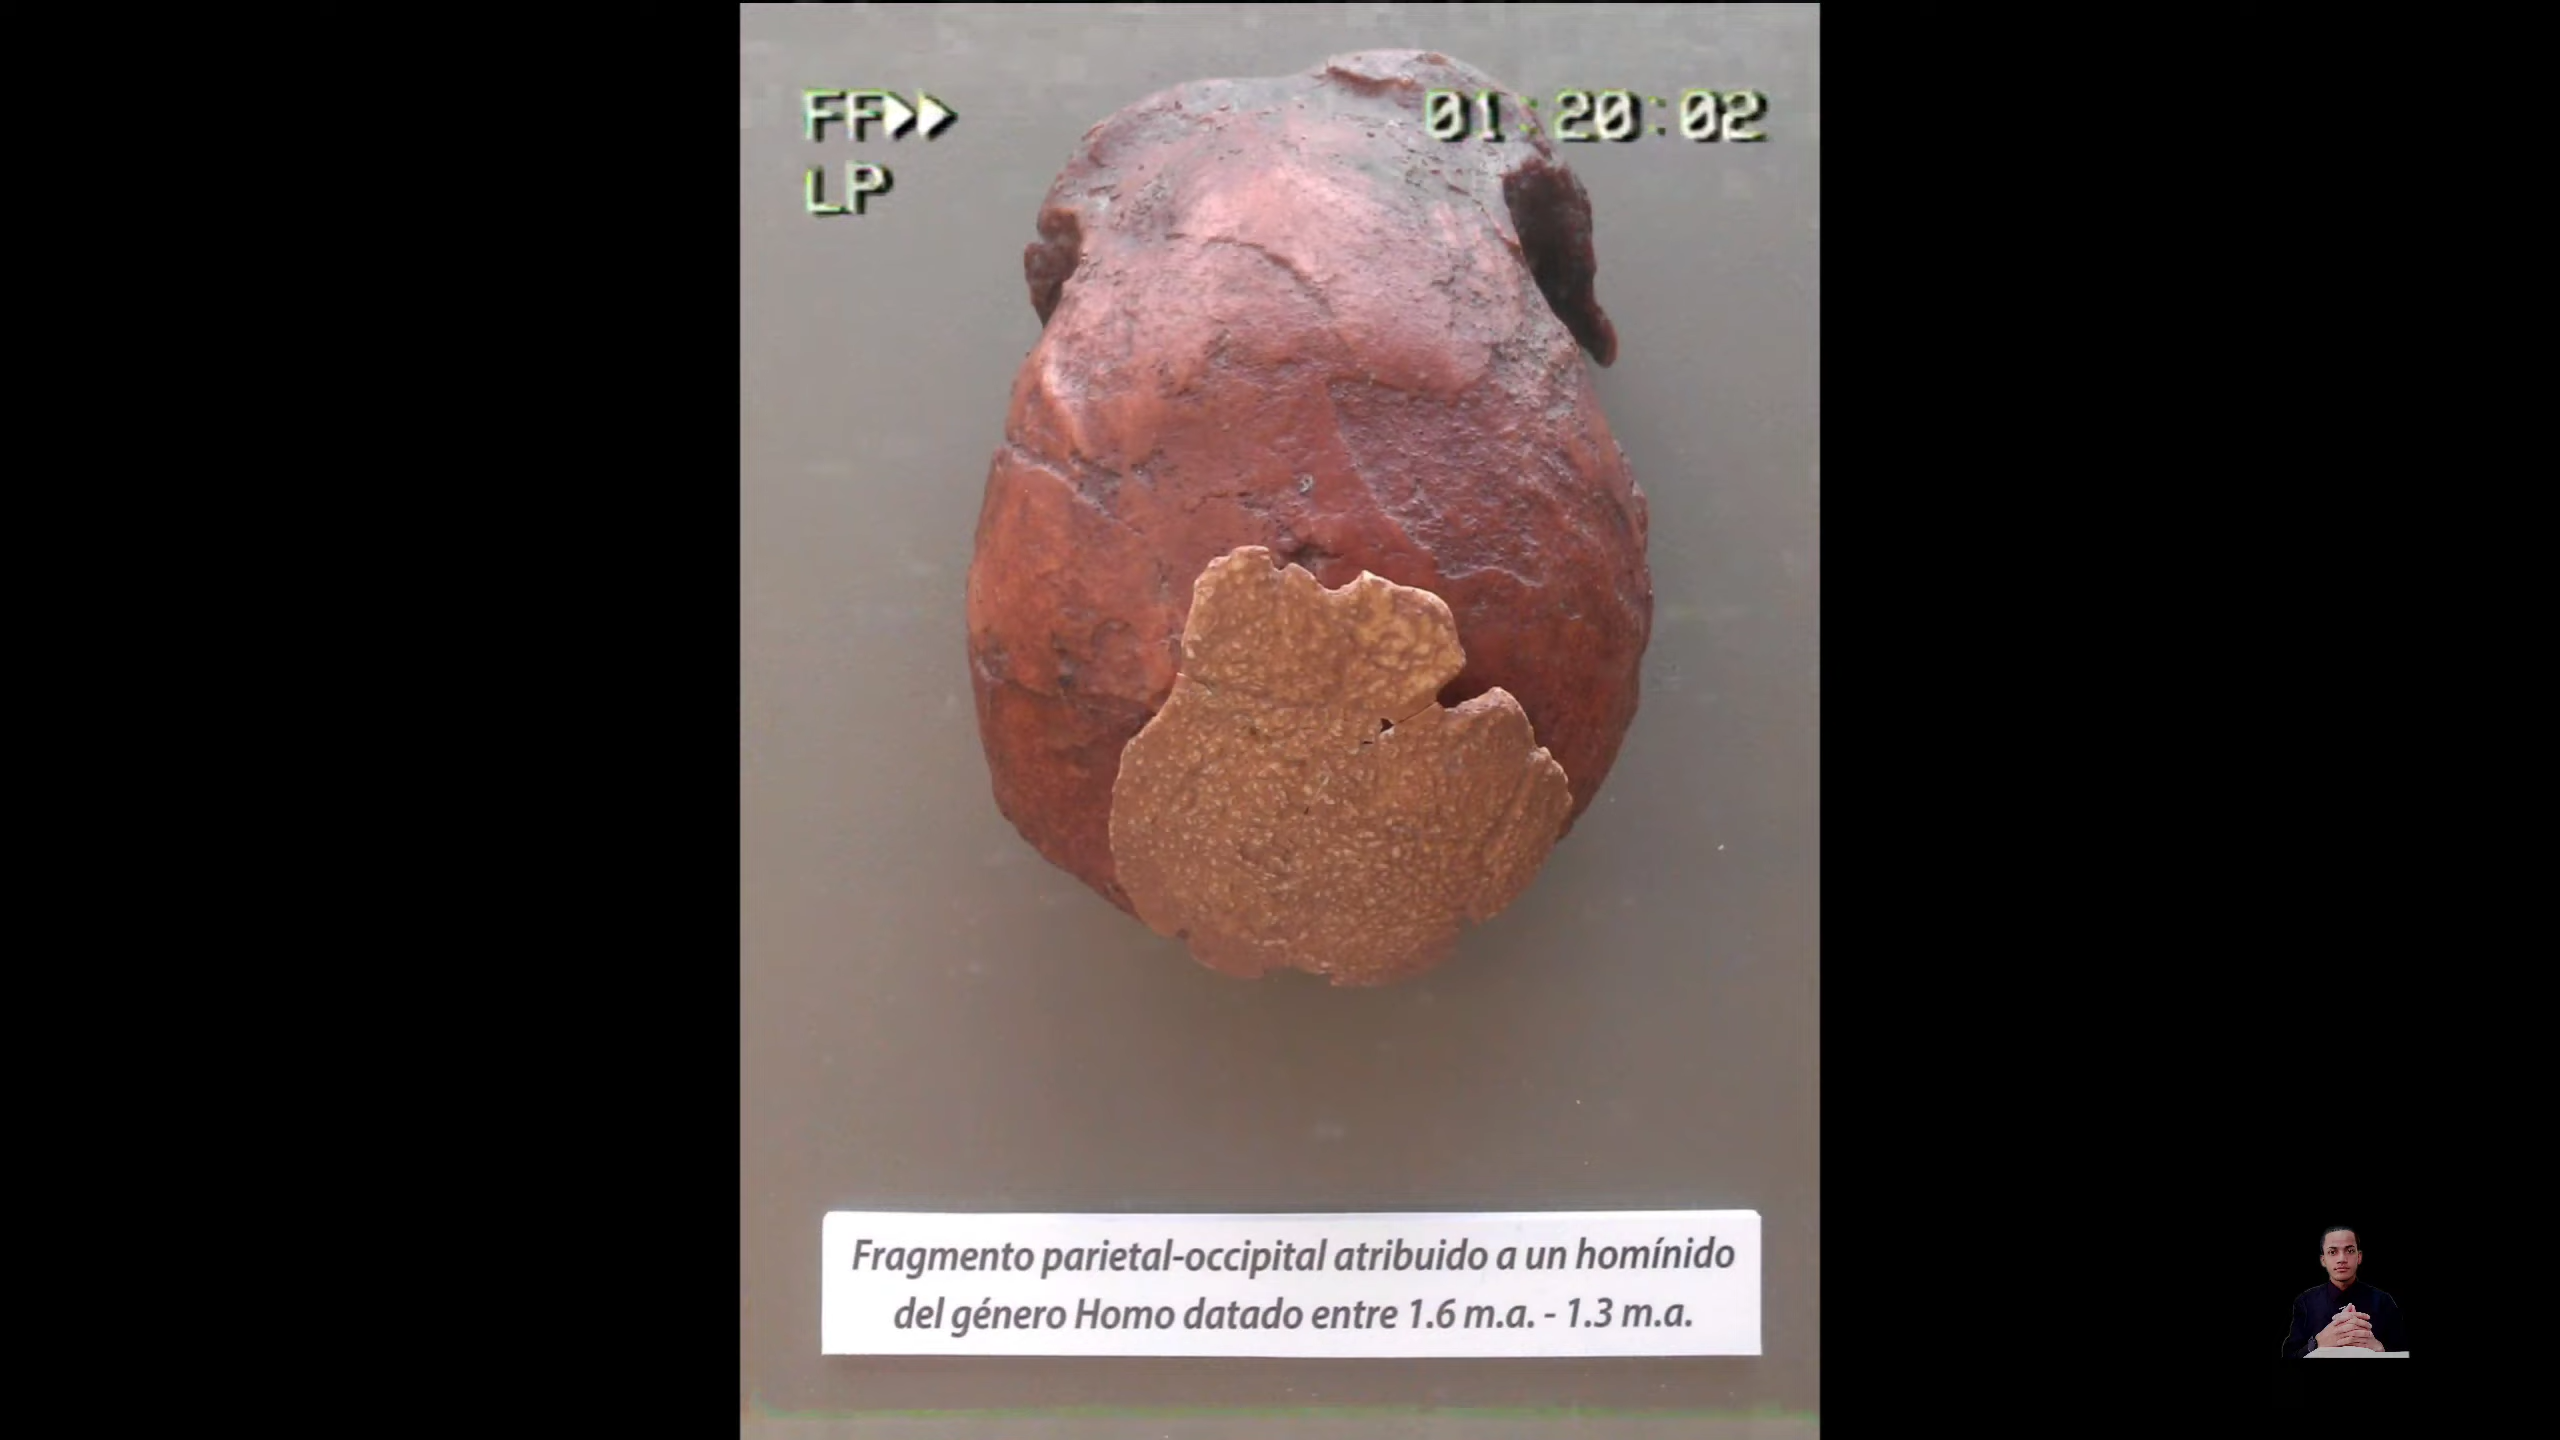 FF▶▶ 01:20:02
LP
Fragmento parietal-occipital atribuido a un homínido
del género Homo datado entre 1.6 m.a. - 1.3 m.a.